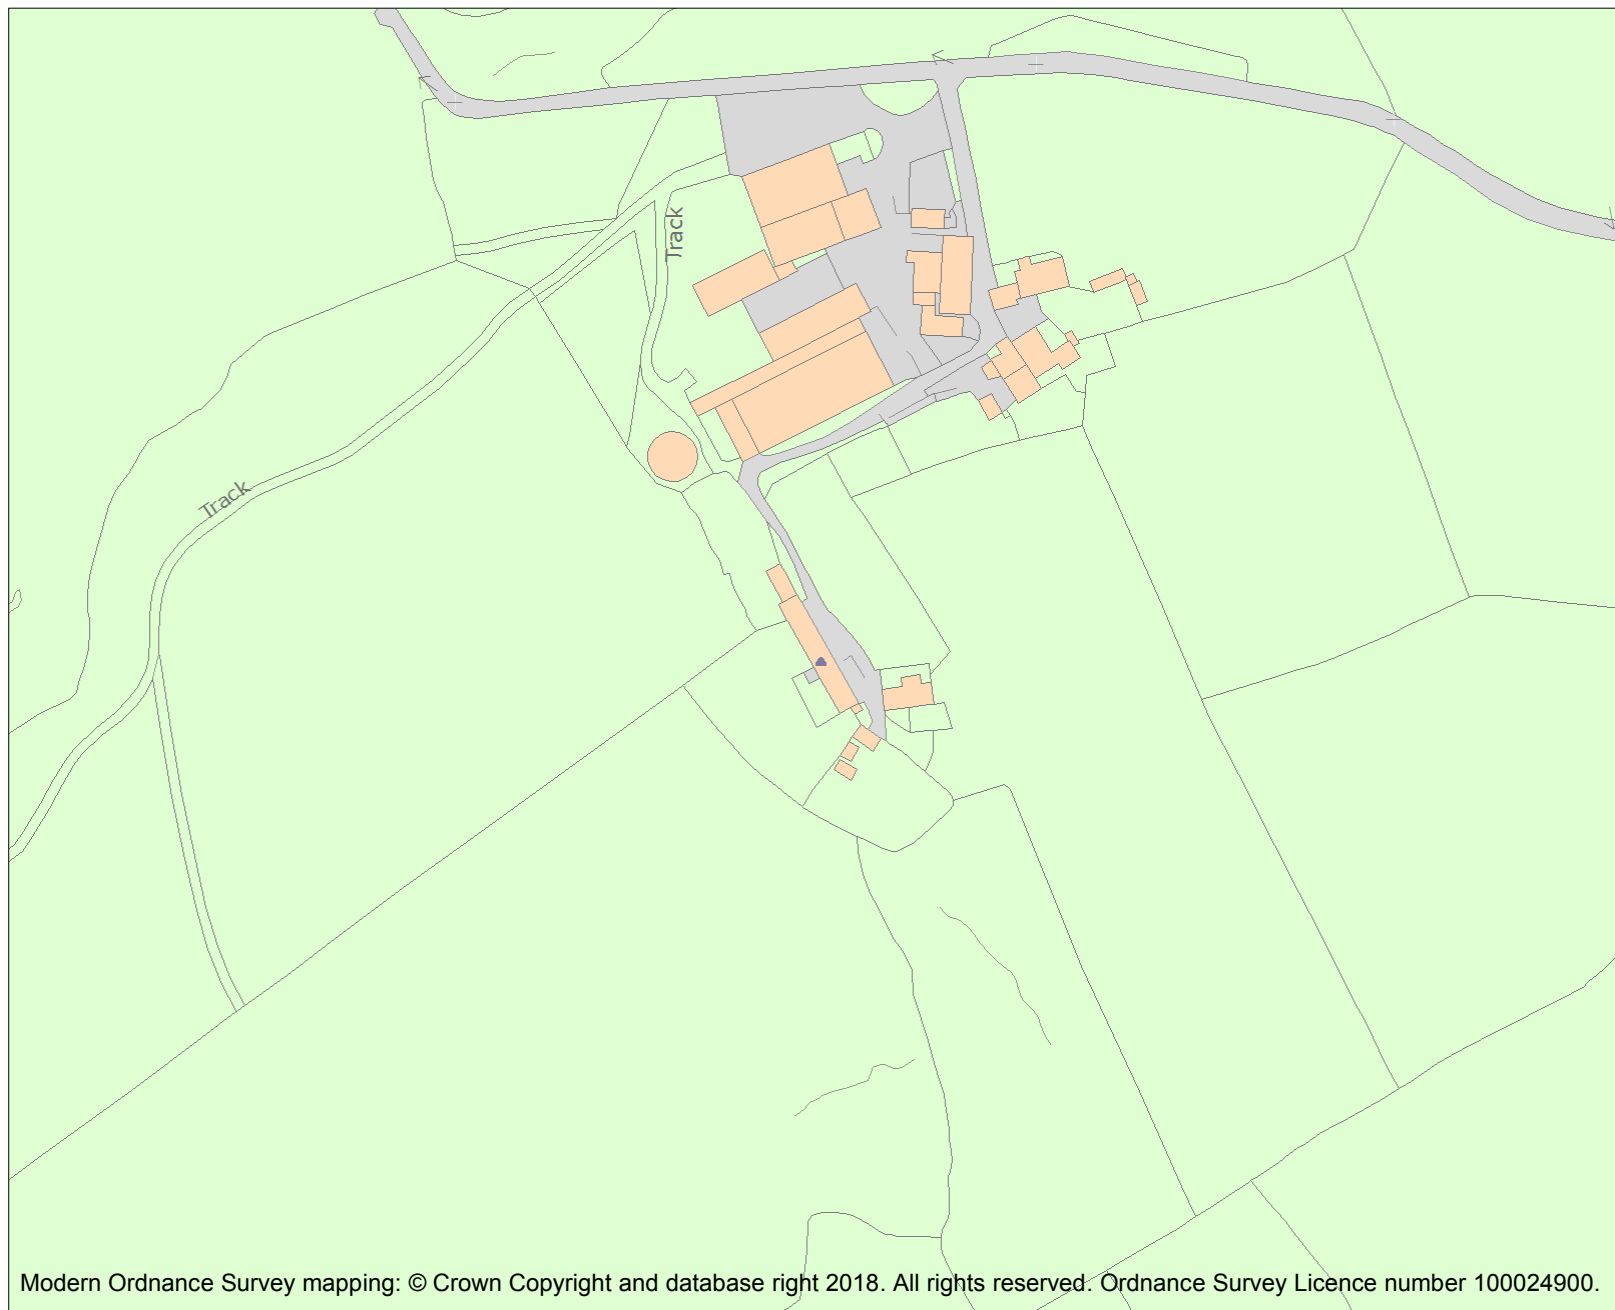 Track
Track
Modern Ordnance Survey mapping: © Crown Copyright and database right 2018. All rights reserved. Ordnance Survey Licence number 100024900.